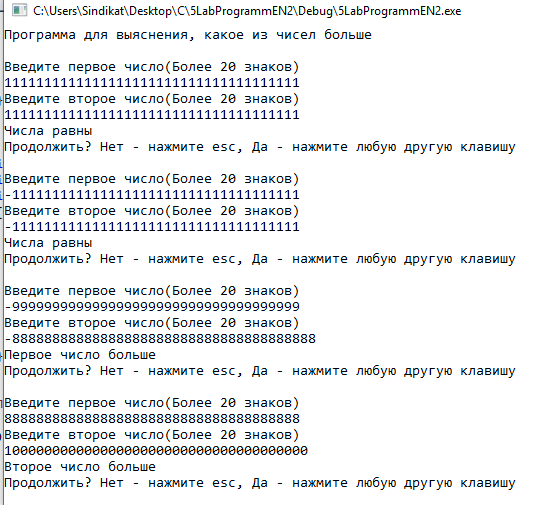 C:\Users\Sindikat\Desktop\C\5LabProgrammEN2\Debug\5LabProgrammEN2.exe
Программа для выяснения, какое из чисел больше
Введите первое число(Более 20 знаков)
1111111111111111111111111111111111111
Введите второе число(Более 20 знаков)
1111111111111111111111111111111111111
Числа равны
Продолжить? Нет - нажмите esc, Да - нажмите любую другую клавишу
Введите первое число(Более 20 знаков)
-111111111111111111111111111111111111
Введите второе число(Более 20 знаков)
-111111111111111111111111111111111111
Числа равны
Продолжить? Нет - нажмите esc, Да - нажмите любую другую клавишу
Введите первое число(Более 20 знаков)
-999999999999999999999999999999999999
Введите второе число(Более 20 знаков)
-88888888888888888888888888888888888888
Первое число больше
Продолжить? Нет - нажмите esc, Да - нажмите любую другую клавишу
Введите первое число(Более 20 знаков)
8888888888888888888888888888888888888
Введите второе число(Более 20 знаков)
10000000000000000000000000000000000000
Второе число больше
Продолжить? Нет - нажмите esc, Да - нажмите любую другую клавишу